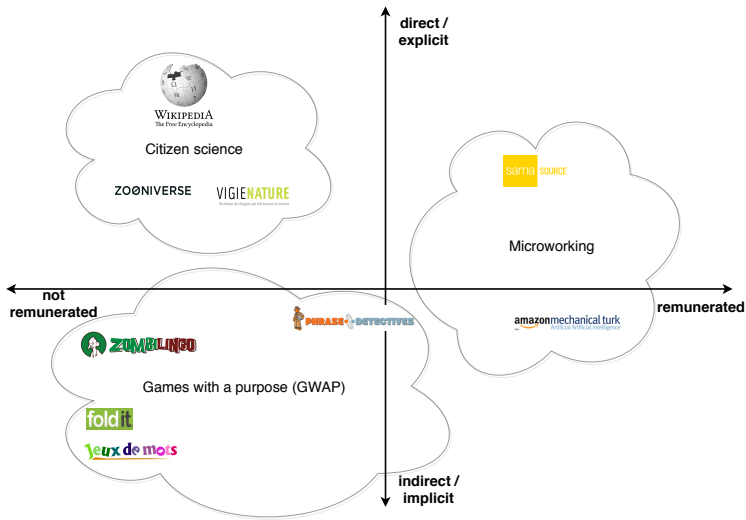 direct /
explicit
WIKIPEDIA
The Free Encyclopedia
Citizen science
ZOONIVERSE
VIGIENATURE
sama SOURCE
Microworking
not
remunerated
remunerated
PHRASE DETECTIVES
amazonmechanical turk
Artificial Artificial Intelligence
ZOMBILINGO
Games with a purpose (GWAP)
foldit
Jeux de mots
indirect /
implicit